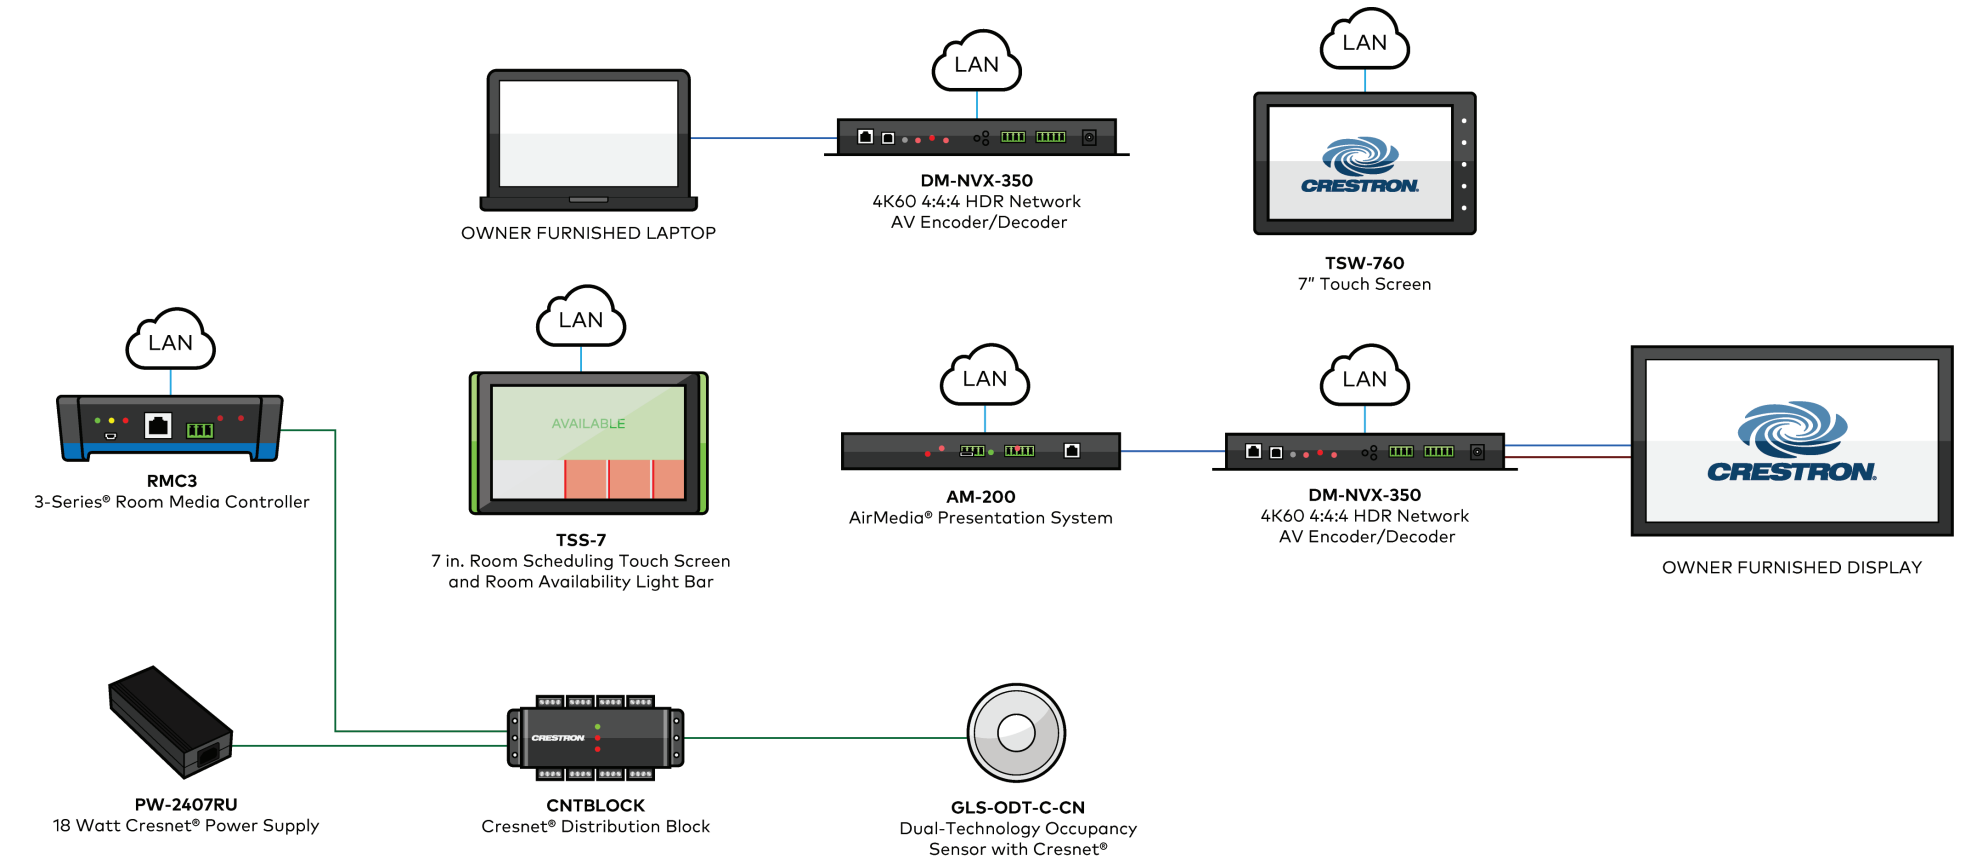 LAN
OWNER FURNISHED LAPTOP
LAN
DM-NVX-350
4K60 4:4:4 HDR Network
AV Encoder/Decoder
LAN
CRESTRON®
TSW-760
7” Touch Screen
LAN
RMC3
3-Series® Room Media Controller
LAN
AVAILABLE
TSS-7
7 in. Room Scheduling Touch Screen
and Room Availability Light Bar
LAN
AM-200
AirMedia® Presentation System
DM-NVX-350
4K60 4:4:4 HDR Network
AV Encoder/Decoder
CRESTRON®
OWNER FURNISHED DISPLAY
PW-2407RU
18 Watt Cresnet® Power Supply
CRESTRON
CNTBLOCK
Cresnet® Distribution Block
GLS-ODT-C-CN
Dual-Technology Occupancy
Sensor with Cresnet®